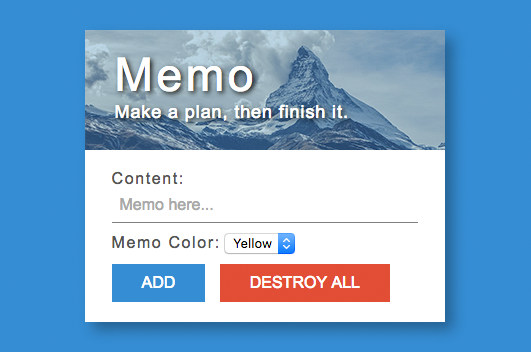 Memo
Make a plan, then finish it.
Content:
Memo here...
Memo Color: Yellow
ADD DESTROY ALL